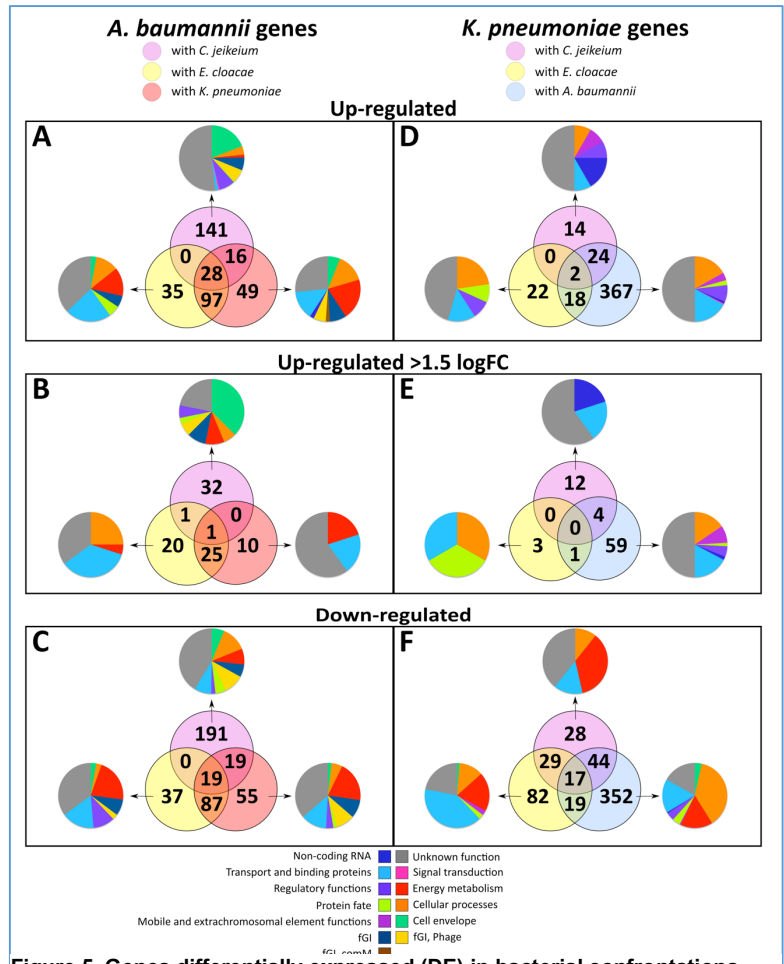 A. baumannii genes
with C. jeikeium
with E. cloacae
with K. pneumoniae
K. pneumoniae genes
with C. jeikeium
with E. cloacae
with A. baumannii
Up-regulated
A
141
0
16
28
35
97
49
D
14
0
24
2
22
18
367
Up-regulated >1.5 logFC
B
32
1
0
1
20
25
10
E
12
0
4
0
3
1
59
Down-regulated
C
191
0
19
19
37
87
55
F
28
29
44
17
82
19
352
Non-coding RNA
Transport and binding proteins
Regulatory functions
Protein fate
Mobile and extrachromosomal element functions
fGI
fGI, comM
Unknown function
Signal transduction
Energy metabolism
Cellular processes
Cell envelope
fGI, Phage
Figure 5. Genes differentially expressed (DE) in bacterial confrontations